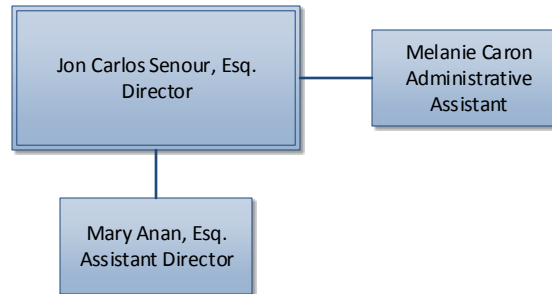 Jon Carlos Senour, Esq.
Director
Melanie Caron
Administrative
Assistant
Mary Anan, Esq.
Assistant Director